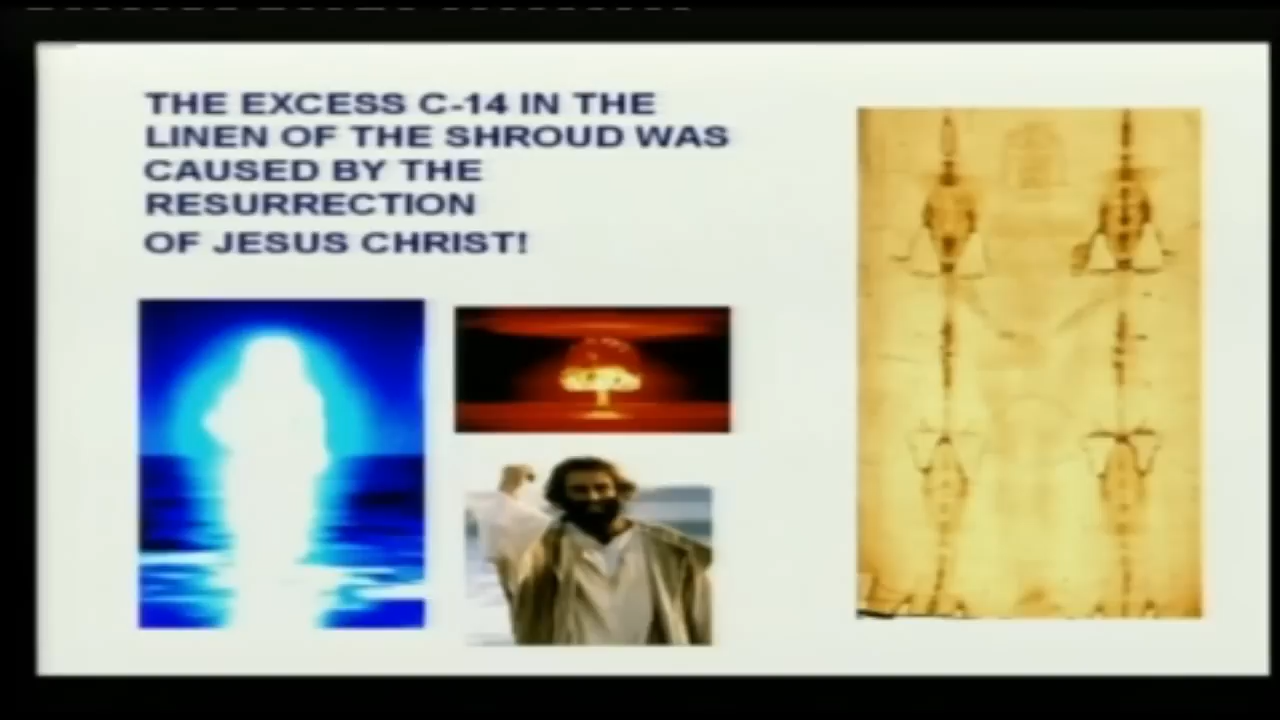 THE EXCESS C-14 IN THE
LINEN OF THE SHROUD WAS
CAUSED BY THE
RESURRECTION
OF JESUS CHRIST!